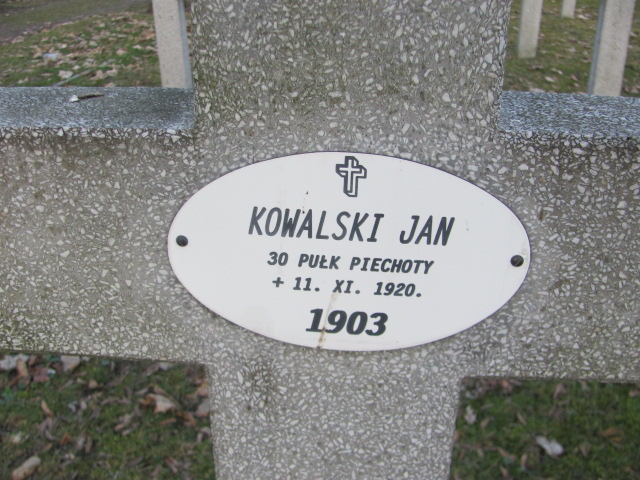 KOWALSKI JAN
30 PUŁK PIECHOTY
+ 11. XI. 1920.
1903